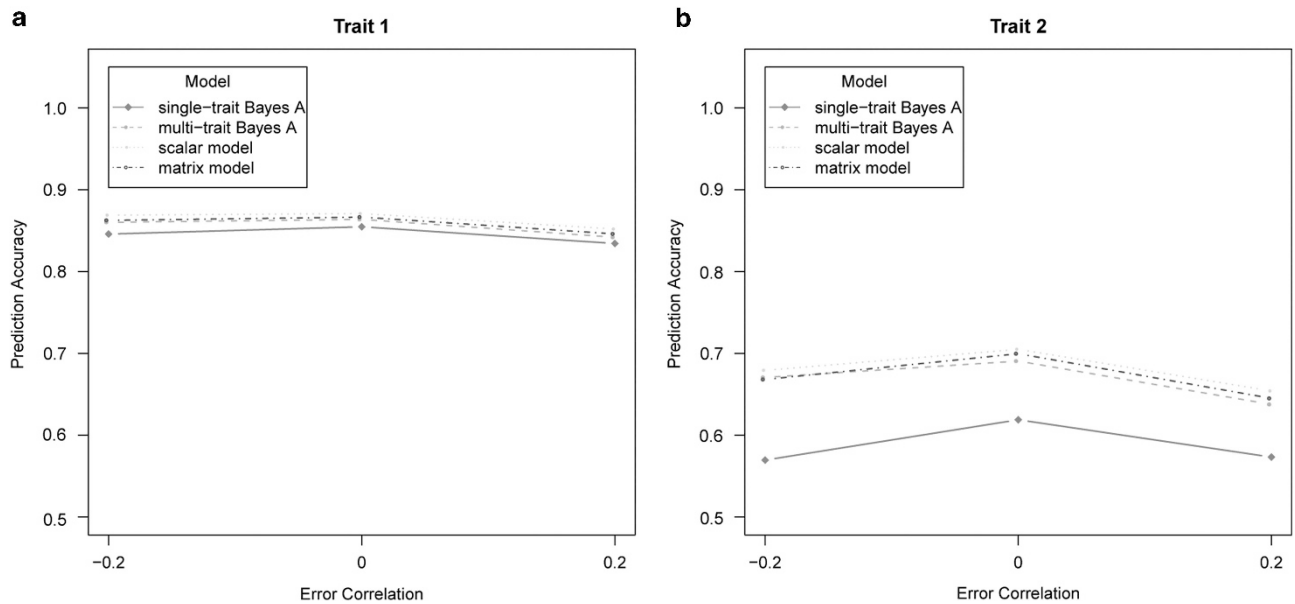 a
Trait 1
Model
single−trait Bayes A
multi−trait Bayes A
scalar model
matrix model
1.0
0.9
0.8
0.7
0.6
0.5
Prediction Accuracy
−0.2
0
0.2
Error Correlation
b
Trait 2
Model
single−trait Bayes A
multi−trait Bayes A
scalar model
matrix model
1.0
0.9
0.8
0.7
0.6
0.5
Prediction Accuracy
−0.2
0
0.2
Error Correlation